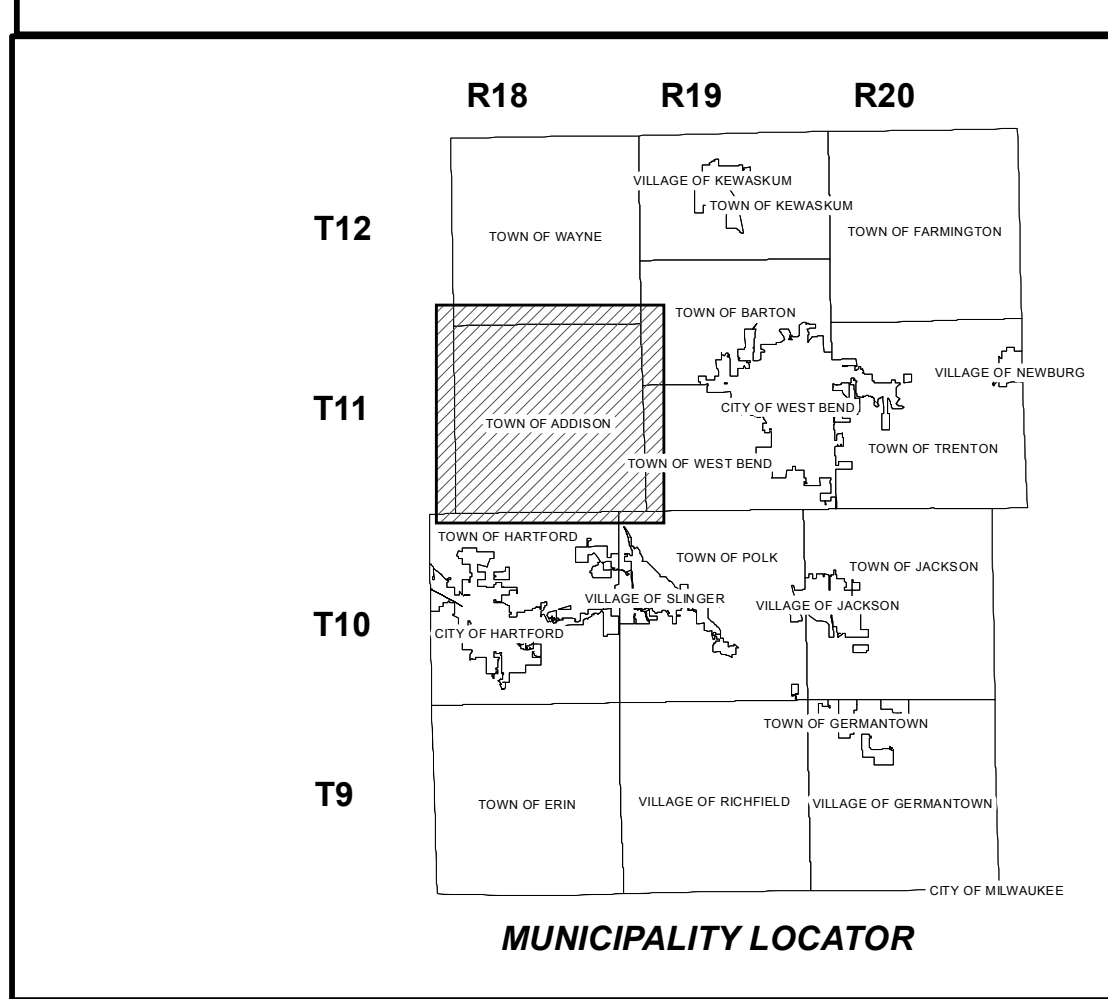 R18 R19 R20
T12
VILLAGE OF KEWASKUM
TOWN OF KEWASKUM
TOWN OF WAYNE
TOWN OF FARMINGTON
T11
TOWN OF BARTON
VILLAGE OF NEWBURG
CITY OF WEST BEND
TOWN OF ADDISON
TOWN OF TRENTON
TOWN OF WEST BEND
T10
TOWN OF HARTFORD
TOWN OF POLK
TOWN OF JACKSON
VILLAGE OF SLINGER
VILLAGE OF JACKSON
CITY OF HARTFORD
T9
TOWN OF GERMANTOWN
TOWN OF ERIN
VILLAGE OF RICHFIELD
VILLAGE OF GERMANTOWN
CITY OF MILWAUKEE
MUNICIPALITY LOCATOR